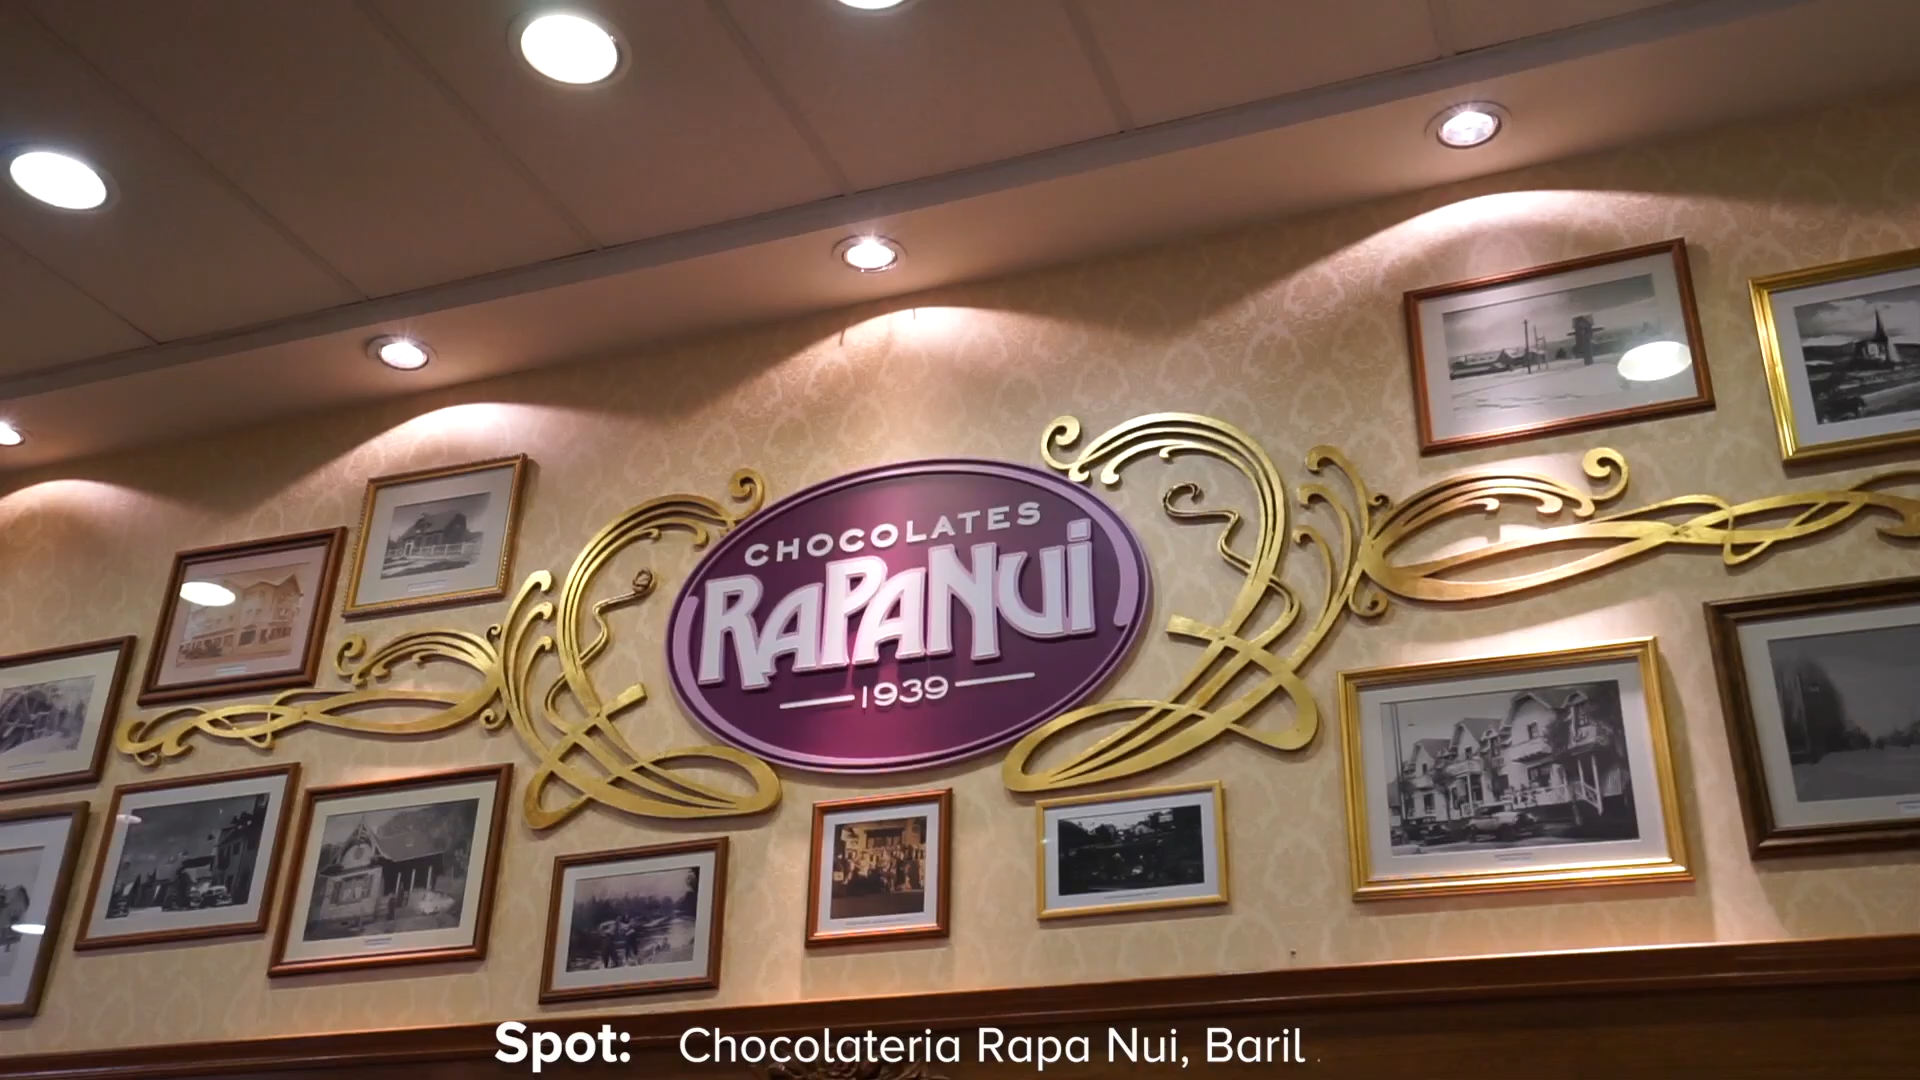 CHOCOLATES
RAPANUI
1939
Spot: Chocolateria Rapa Nui, Baril